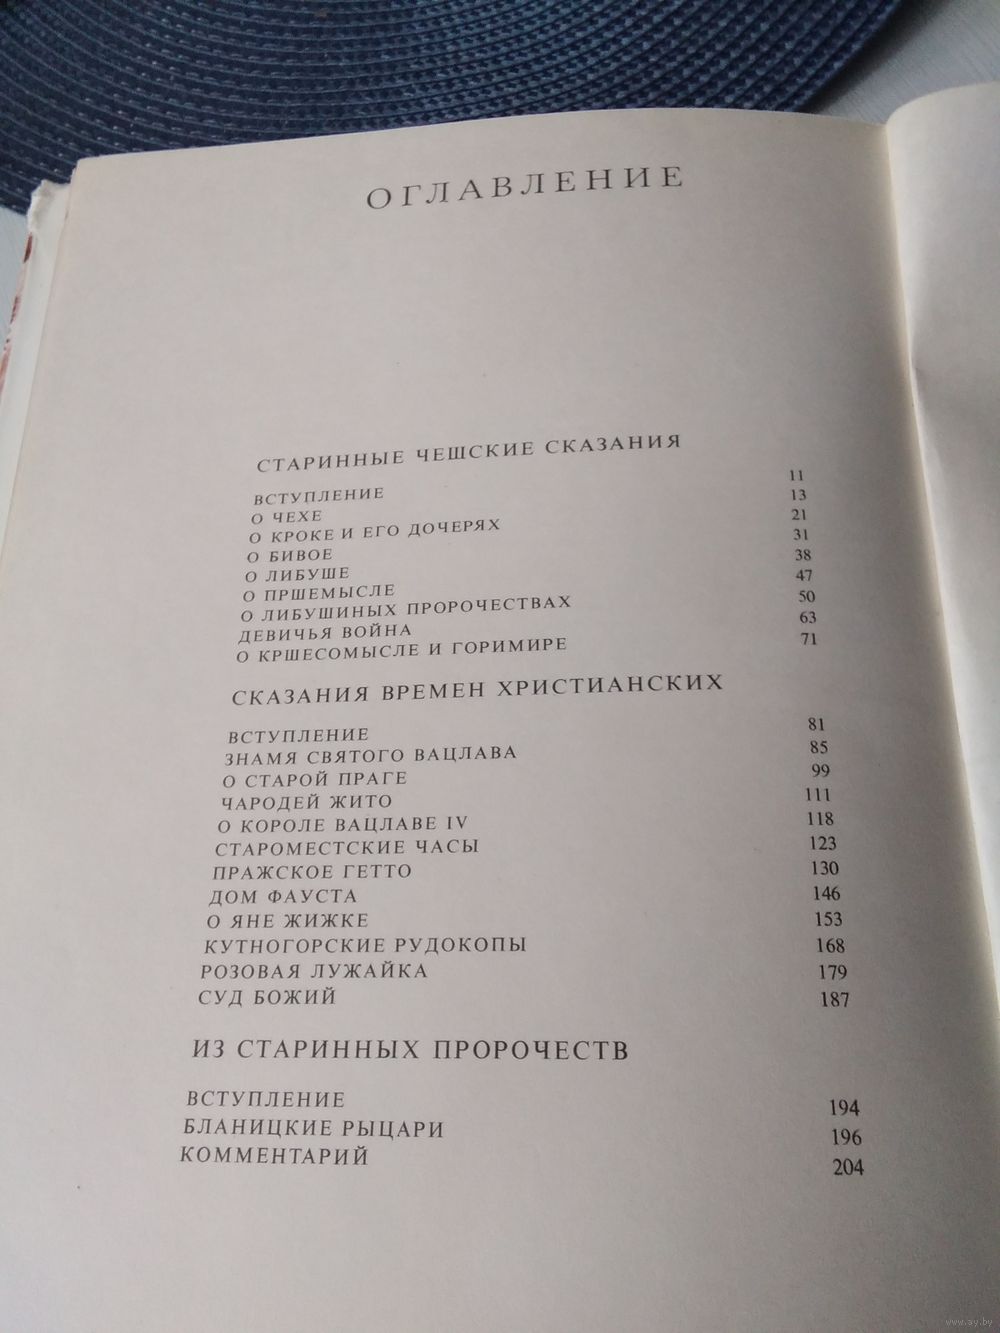 ОГЛАВЛЕНИЕ
СТАРИННЫЕ ЧЕШСКИЕ СКАЗАНИЯ
ВСТУПЛЕНИЕ 11
О ЧЕХЕ 13
О КРОКЕ И ЕГО ДОЧЕРЯХ 21
О БИВОЕ 31
О ЛИБУШЕ 38
О ПРШЕМЫСЛЕ 47
О ЛИБУШИНЫХ ПРОРОЧЕСТВАХ 50
ДЕВИЧЬЯ ВОЙНА 63
О КРШЕСОМЫСЛЕ И ГОРИМИРЕ 71
СКАЗАНИЯ ВРЕМЕН ХРИСТИАНСКИХ
ВСТУПЛЕНИЕ 81
ЗНАМЯ СВЯТОГО ВАЦЛАВА 85
О СТАРОЙ ПРАГЕ 99
ЧАРОДЕЙ ЖИТО 111
О КОРОЛЕ ВАЦЛАВЕ IV 118
СТАРОМЕСТСКИЕ ЧАСЫ 123
ПРАЖСКОЕ ГЕТТО 130
ДОМ ФАУСТА 146
О ЯНЕ ЖИЖКЕ 153
КУТНОГОРСКИЕ РУДОКОПЫ 168
РОЗОВАЯ ЛУЖАЙКА 179
СУД БОЖИЙ 187
ИЗ СТАРИННЫХ ПРОРОЧЕСТВ
ВСТУПЛЕНИЕ 194
БЛАНИЦКИЕ РЫЦАРИ 196
КОММЕНТАРИЙ 204
www.ay.by